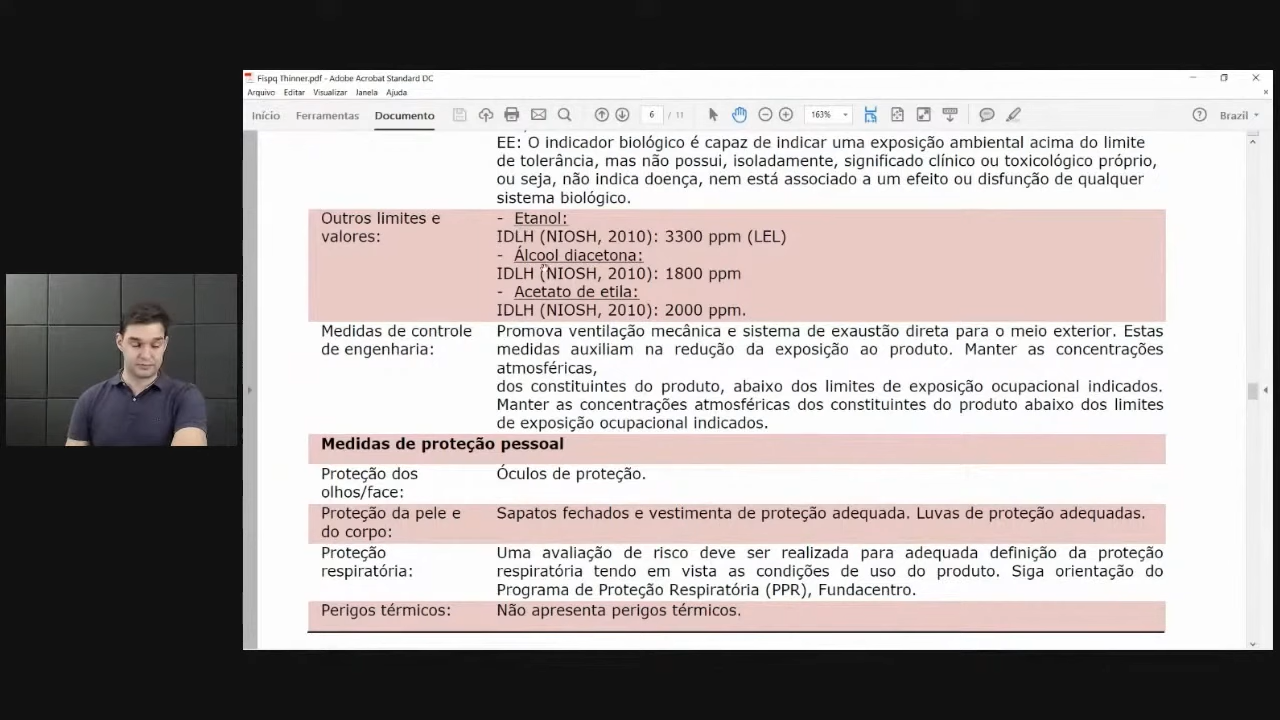 Fispq Thinner.pdf - Adobe Acrobat Standard DC
Arquivo Editar Visualizar Janela Ajuda
Início Ferramentas Documento 6 / 11 163% Brazil
EE: O indicador biológico é capaz de indicar uma exposição ambiental acima do limite
de tolerância, mas não possui, isoladamente, significado clínico ou toxicológico próprio,
ou seja, não indica doença, nem está associado a um efeito ou disfunção de qualquer
sistema biológico.
Outros limites e
valores:
- Etanol:
IDLH (NIOSH, 2010): 3300 ppm (LEL)
- Álcool diacetona:
IDLH (NIOSH, 2010): 1800 ppm
- Acetato de etila:
IDLH (NIOSH, 2010): 2000 ppm.
Medidas de controle
de engenharia:
Promova ventilação mecânica e sistema de exaustão direta para o meio exterior. Estas
medidas auxiliam na redução da exposição ao produto. Manter as concentrações
atmosféricas,
dos constituintes do produto, abaixo dos limites de exposição ocupacional indicados.
Manter as concentrações atmosféricas dos constituintes do produto abaixo dos limites
de exposição ocupacional indicados.
Medidas de proteção pessoal
Proteção dos
olhos/face:
Óculos de proteção.
Proteção da pele e
do corpo:
Sapatos fechados e vestimenta de proteção adequada. Luvas de proteção adequadas.
Proteção
respiratória:
Uma avaliação de risco deve ser realizada para adequada definição da proteção
respiratória tendo em vista as condições de uso do produto. Siga orientação do
Programa de Proteção Respiratória (PPR), Fundacentro.
Perigos térmicos:
Não apresenta perigos térmicos.